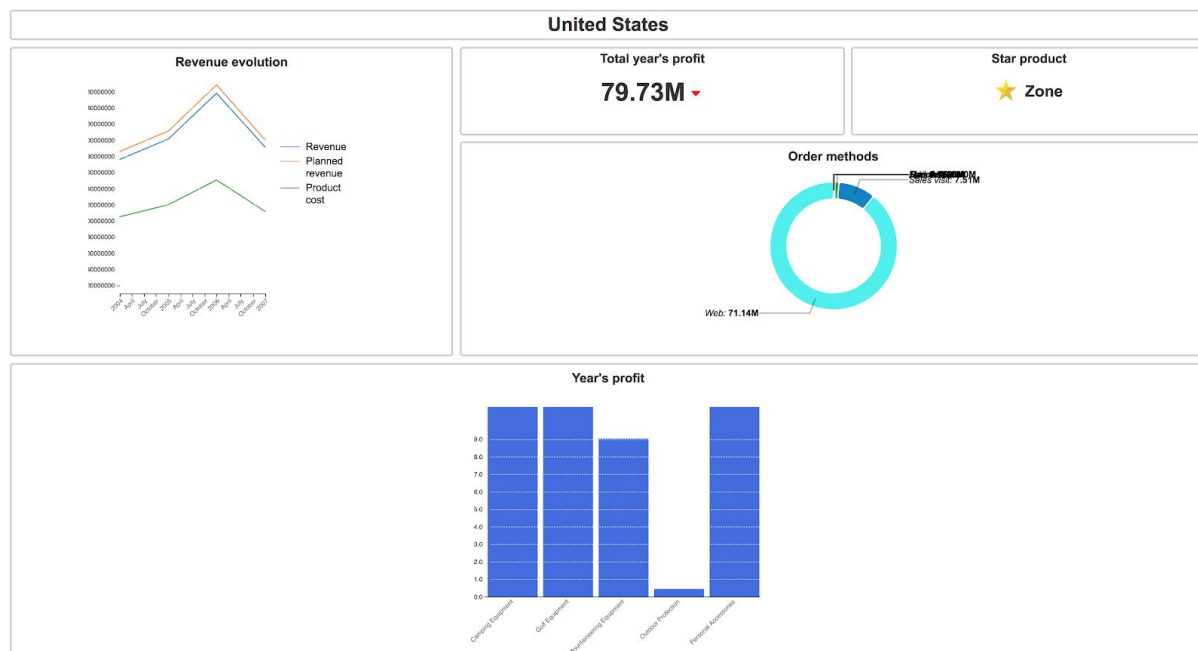 United States
Revenue evolution
20000000
2004
April
July
October
2005
April
July
October
2006
April
July
October
2007
Revenue
Planned
revenue
Product
cost
Total year's profit
79.73M
Star product
Zone
Order methods
Sales visit: 7.51M
Web: 71.14M
Year's profit
9.0
8.0
7.0
6.0
5.0
4.0
3.0
2.0
1.0
0.0
Camping Equipment
Golf Equipment
ountaineering Equipment
Outdoor Protection
Personal Accessories